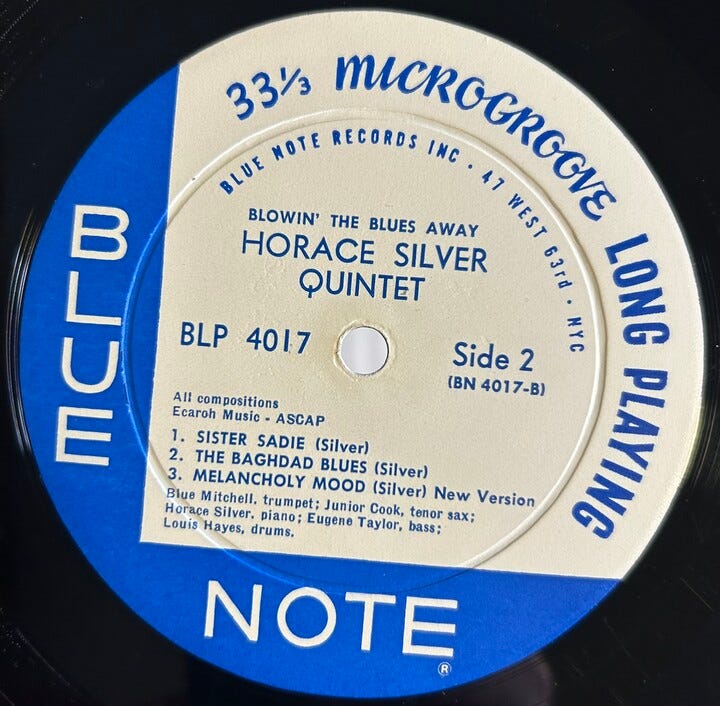 33⅓ MICROGROOVE LONG PLAYING
BLUE NOTE RECORDS INC · 47 WEST 63rd · NYC
BLOWIN' THE BLUES AWAY
HORACE SILVER
QUINTET
BLP 4017
Side 2
(BN 4017-B)
All compositions
Ecaroh Music - ASCAP
1. SISTER SADIE (Silver)
2. THE BAGHDAD BLUES (Silver)
3. MELANCHOLY MOOD (Silver) New Version
Blue Mitchell, trumpet; Junior Cook, tenor sax;
Horace Silver, piano; Eugene Taylor, bass;
Louis Hayes, drums.
BLUE
NOTE
®